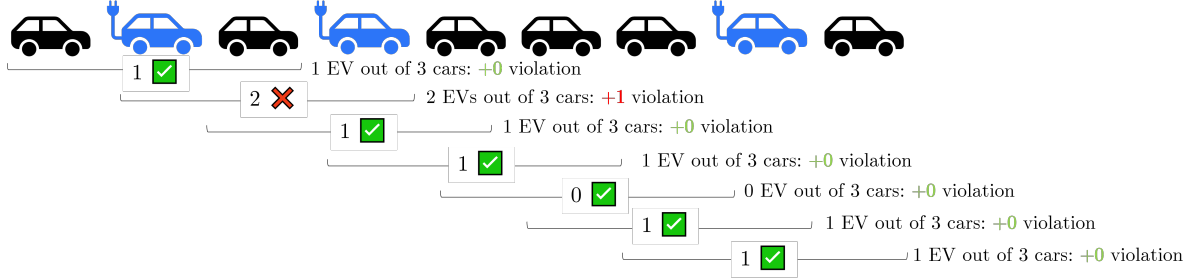 1 1 EV out of 3 cars: +0 violation
2 2 EVs out of 3 cars: +1 violation
1 1 EV out of 3 cars: +0 violation
1 1 EV out of 3 cars: +0 violation
0 0 EV out of 3 cars: +0 violation
1 1 EV out of 3 cars: +0 violation
1 1 EV out of 3 cars: +0 violation